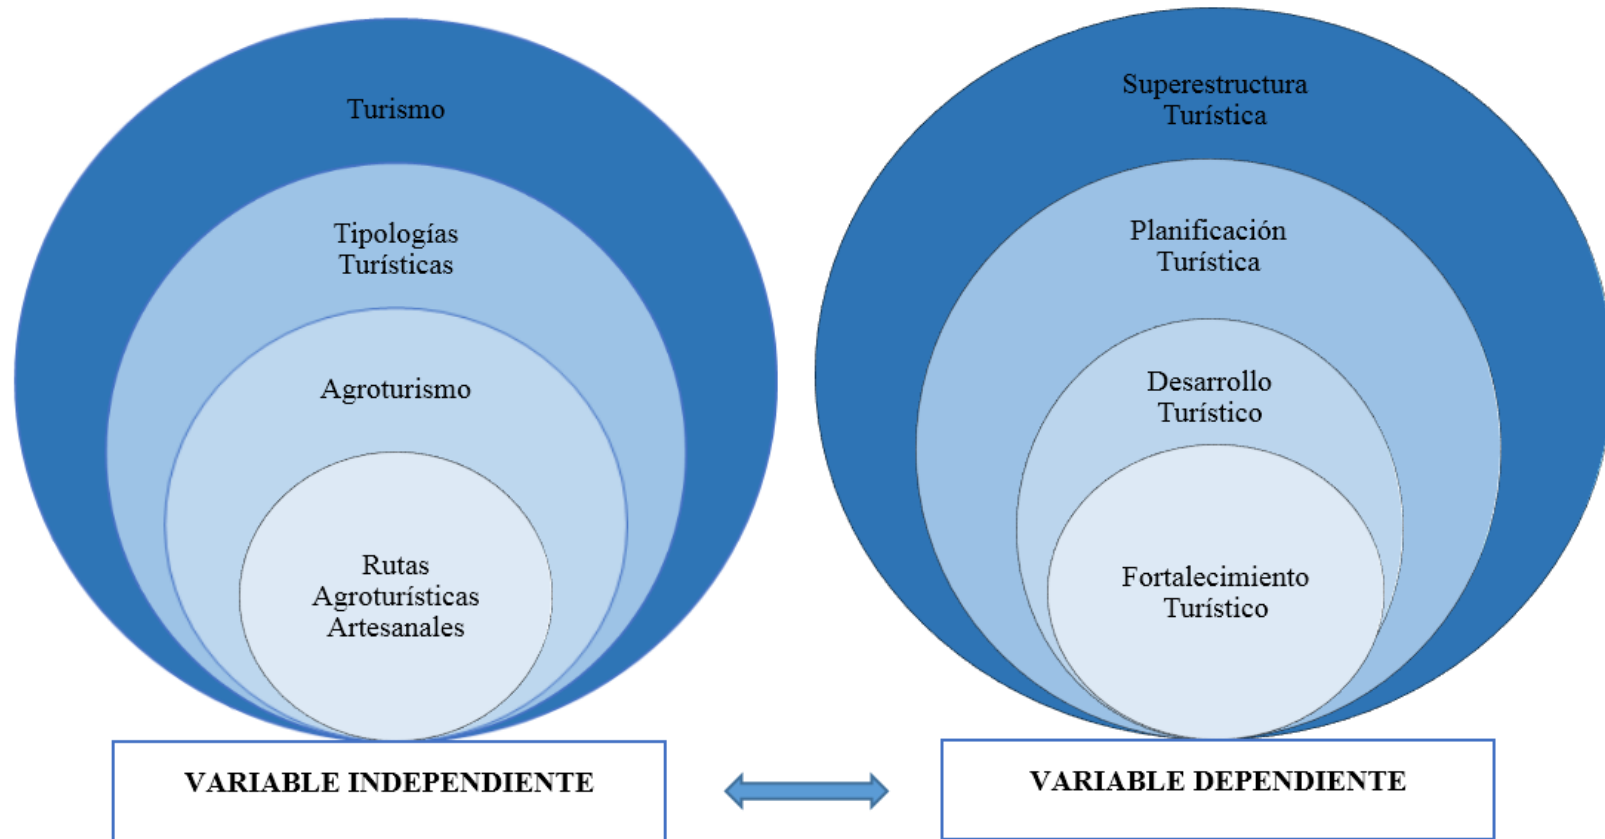 Turismo
Tipologías
Turísticas
Agroturismo
Rutas
Agroturísticas
Artesanales
VARIABLE INDEPENDIENTE
Superestructura
Turística
Planificación
Turística
Desarrollo
Turístico
Fortalecimiento
Turístico
VARIABLE DEPENDIENTE